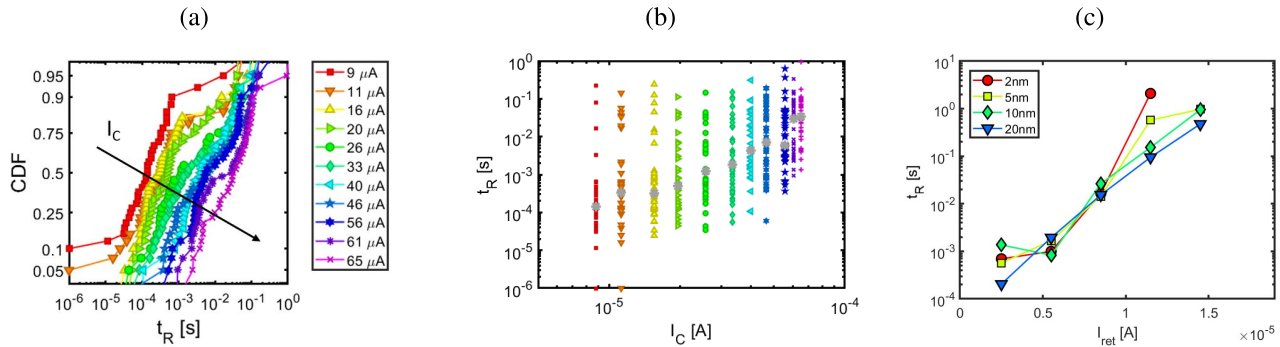 (a)
CDF
0.95
0.9
0.75
0.5
0.25
0.1
0.05
I_C
10^-6 10^-5 10^-4 10^-3 10^-2 10^-1 10^0
t_R [s]
9 μA
11 μA
16 μA
20 μA
26 μA
33 μA
40 μA
46 μA
56 μA
61 μA
65 μA
(b)
t_R [s]
10^0
10^-1
10^-2
10^-3
10^-4
10^-5
10^-6
10^-5 10^-4
I_C [A]
(c)
t_R [s]
10^1
10^0
10^-1
10^-2
10^-3
10^-4
2nm
5nm
10nm
20nm
0 0.5 1 1.5
I_ret [A]
×10^-5